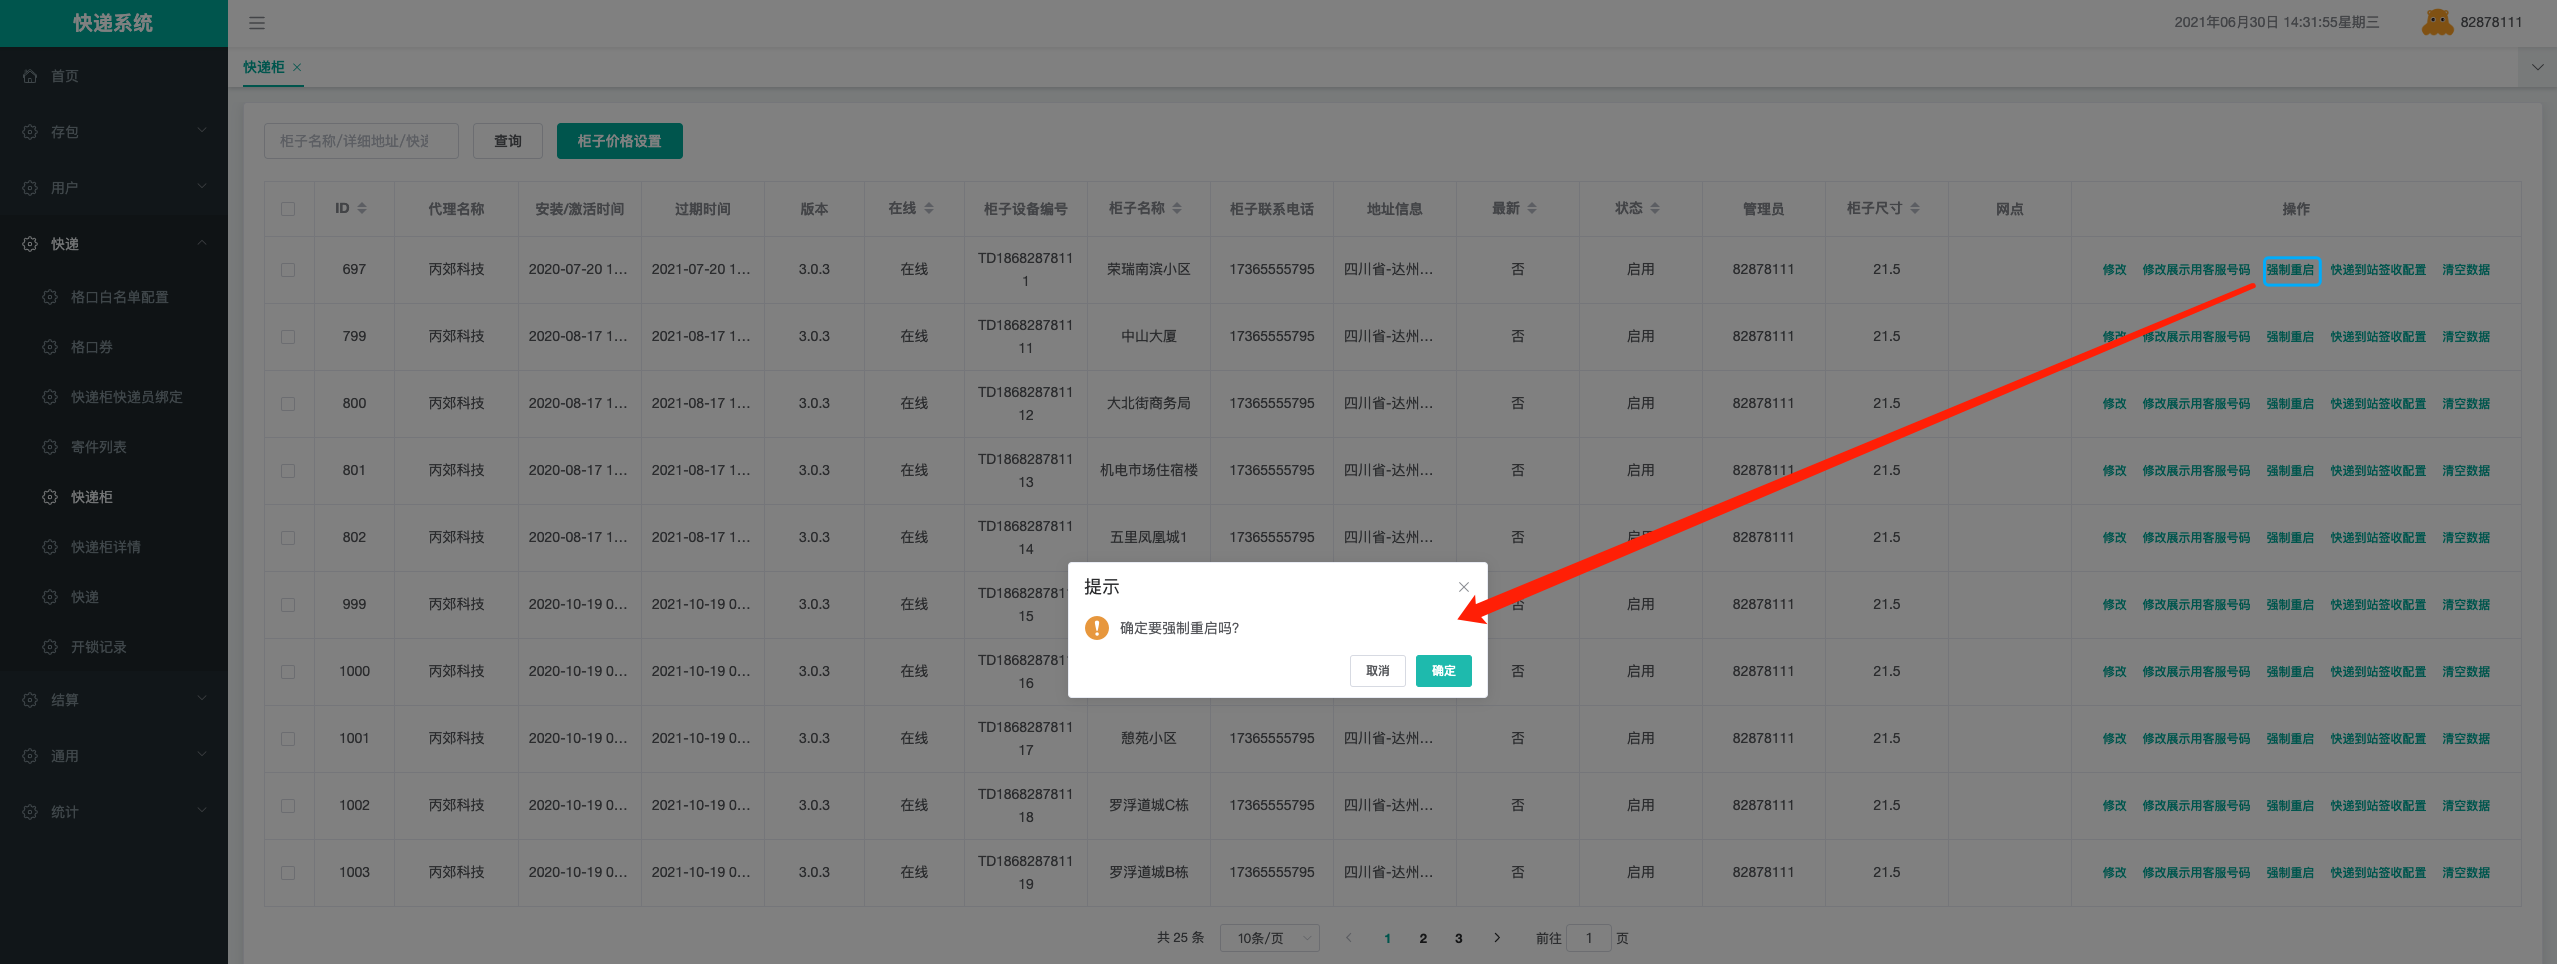 快递系统
2021年06月30日 14:31:55星期三
82878111
首页
存包
用户
快递
格口白名单配置
格口券
快递柜快递员绑定
寄件列表
快递柜
快递柜详情
快递
开锁记录
结算
通用
统计
快递柜
柜子名称/详细地址/快
查询
柜子价格设置
ID 代理名称 安装/激活时间 过期时间 版本 在线 柜子设备编号 柜子名称 柜子联系电话 地址信息 最新 状态 管理员 柜子尺寸 网点 操作
697 丙郊科技 2020-07-20 1... 2021-07-20 1... 3.0.3 在线 TD18682878111 荣瑞南滨小区 17365555795 四川省-达州... 否 启用 82878111 21.5 修改 修改展示用客服号码 强制重启 快递到站签收配置 清空数据
799 丙郊科技 2020-08-17 1... 2021-08-17 1... 3.0.3 在线 TD186828781111 中山大厦 17365555795 四川省-达州... 否 启用 82878111 21.5 修改 修改展示用客服号码 强制重启 快递到站签收配置 清空数据
800 丙郊科技 2020-08-17 1... 2021-08-17 1... 3.0.3 在线 TD186828781112 大北街商务局 17365555795 四川省-达州... 否 启用 82878111 21.5 修改 修改展示用客服号码 强制重启 快递到站签收配置 清空数据
801 丙郊科技 2020-08-17 1... 2021-08-17 1... 3.0.3 在线 TD186828781113 机电市场住宿楼 17365555795 四川省-达州... 否 启用 82878111 21.5 修改 修改展示用客服号码 强制重启 快递到站签收配置 清空数据
802 丙郊科技 2020-08-17 1... 2021-08-17 1... 3.0.3 在线 TD186828781114 五里凤凰城1 17365555795 四川省-达州... 否 启用 82878111 21.5 修改 修改展示用客服号码 强制重启 快递到站签收配置 清空数据
999 丙郊科技 2020-10-19 0... 2021-10-19 0... 3.0.3 在线 TD18682878115 否 启用 82878111 21.5 修改 修改展示用客服号码 强制重启 快递到站签收配置 清空数据
1000 丙郊科技 2020-10-19 0... 2021-10-19 0... 3.0.3 在线 TD18682878116 否 启用 82878111 21.5 修改 修改展示用客服号码 强制重启 快递到站签收配置 清空数据
1001 丙郊科技 2020-10-19 0... 2021-10-19 0... 3.0.3 在线 TD186828781117 憩苑小区 17365555795 四川省-达州... 否 启用 82878111 21.5 修改 修改展示用客服号码 强制重启 快递到站签收配置 清空数据
1002 丙郊科技 2020-10-19 0... 2021-10-19 0... 3.0.3 在线 TD186828781118 罗浮道城C栋 17365555795 四川省-达州... 否 启用 82878111 21.5 修改 修改展示用客服号码 强制重启 快递到站签收配置 清空数据
1003 丙郊科技 2020-10-19 0... 2021-10-19 0... 3.0.3 在线 TD186828781119 罗浮道城B栋 17365555795 四川省-达州... 否 启用 82878111 21.5 修改 修改展示用客服号码 强制重启 快递到站签收配置 清空数据
提示
确定要强制重启吗?
取消 确定
共 25 条 10条/页 1 2 3 前往 1 页